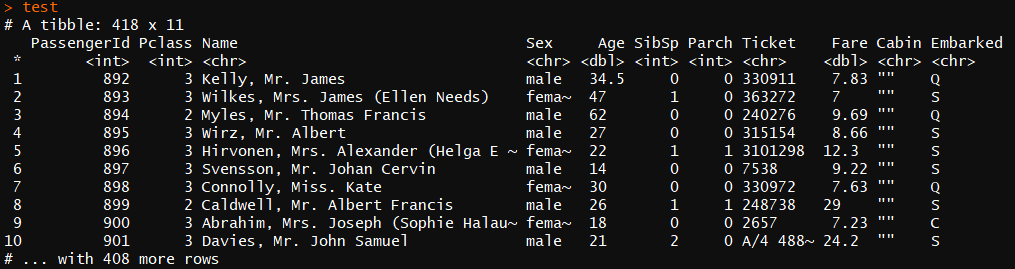 > test
# A tibble: 418 x 11
   PassengerId Pclass Name                          Sex     Age SibSp Parch Ticket    Fare Cabin Embarked
 *       <int>  <int> <chr>                         <chr> <dbl> <int> <int> <chr>    <dbl> <chr> <chr>
1          892      3 Kelly, Mr. James              male   34.5     0     0 330911    7.83 "" Q
2          893      3 Wilkes, Mrs. James (Ellen Needs) fema~  47       1     0 363272    7    "" S
3          894      2 Myles, Mr. Thomas Francis     male   62       0     0 240276    9.69 "" Q
4          895      3 Wirz, Mr. Albert              male   27       0     0 315154    8.66 "" S
5          896      3 Hirvonen, Mrs. Alexander (Helga E ~ fema~  22       1     1 3101298  12.3  "" S
6          897      3 Svensson, Mr. Johan Cervin    male   14       0     0 7538      9.22 "" S
7          898      3 Connolly, Miss. Kate          fema~  30       0     0 330972    7.63 "" Q
8          899      2 Caldwell, Mr. Albert Francis  male   26       1     1 248738   29    "" S
9          900      3 Abrahim, Mrs. Joseph (Sophie Halau~ fema~  18       0     0 2657      7.23 "" C
10         901      3 Davies, Mr. John Samuel       male   21       2     0 A/4 488~ 24.2  "" S
# ... with 408 more rows